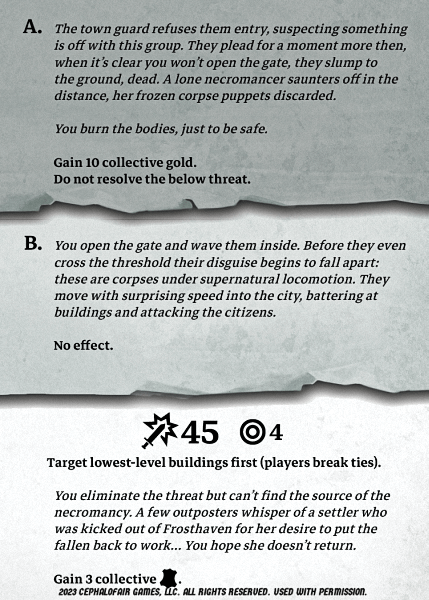 A. The town guard refuses them entry, suspecting something
is off with this group. They plead for a moment more then,
when it's clear you won't open the gate, they slump to
the ground, dead. A lone necromancer saunters off in the
distance, her frozen corpse puppets discarded.
You burn the bodies, just to be safe.
Gain 10 collective gold.
Do not resolve the below threat.
B. You open the gate and wave them inside. Before they even
cross the threshold their disguise begins to fall apart:
these are corpses under supernatural locomotion. They
move with surprising speed into the city, battering at
buildings and attacking the citizens.
No effect.
45 4
Target lowest-level buildings first (players break ties).
You eliminate the threat but can't find the source of the
necromancy. A few outposters whisper of a settler who
was kicked out of Frosthaven for her desire to put the
fallen back to work... You hope she doesn't return.
Gain 3 collective .
2023 CEPHALOFAIR GAMES, LLC. ALL RIGHTS RESERVED. USED WITH PERMISSION.